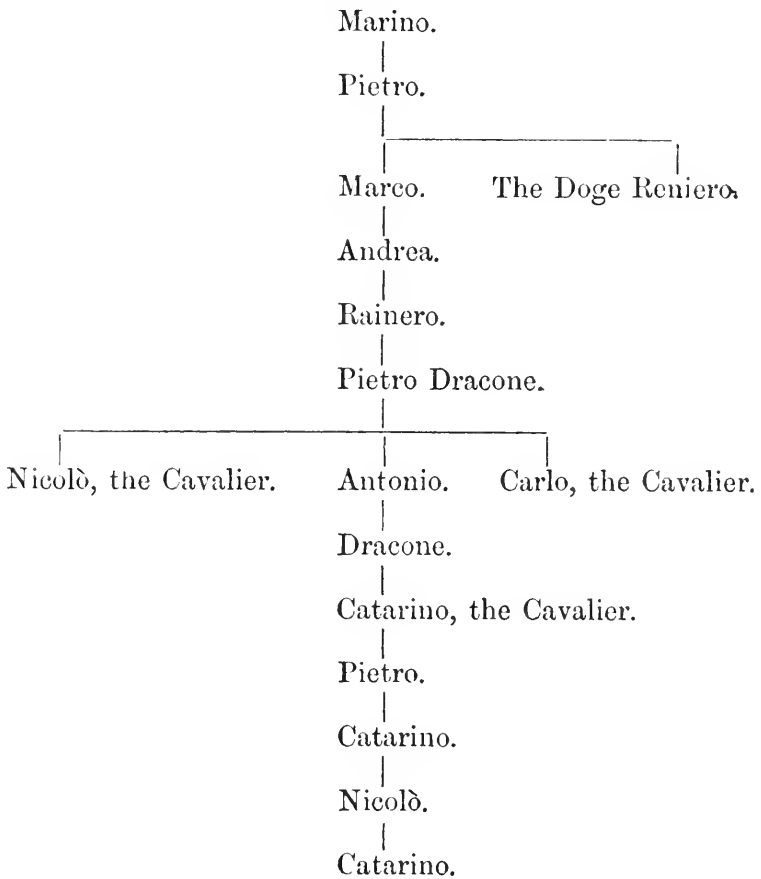 Marino.
Pietro.
Marco. The Doge Reniero.
Andrea.
Rainero.
Pietro Dracone.
Nicolò, the Cavalier. Antonio. Carlo, the Cavalier.
Dracone.
Catarino, the Cavalier.
Pietro.
Catarino.
Nicolò.
Catarino.